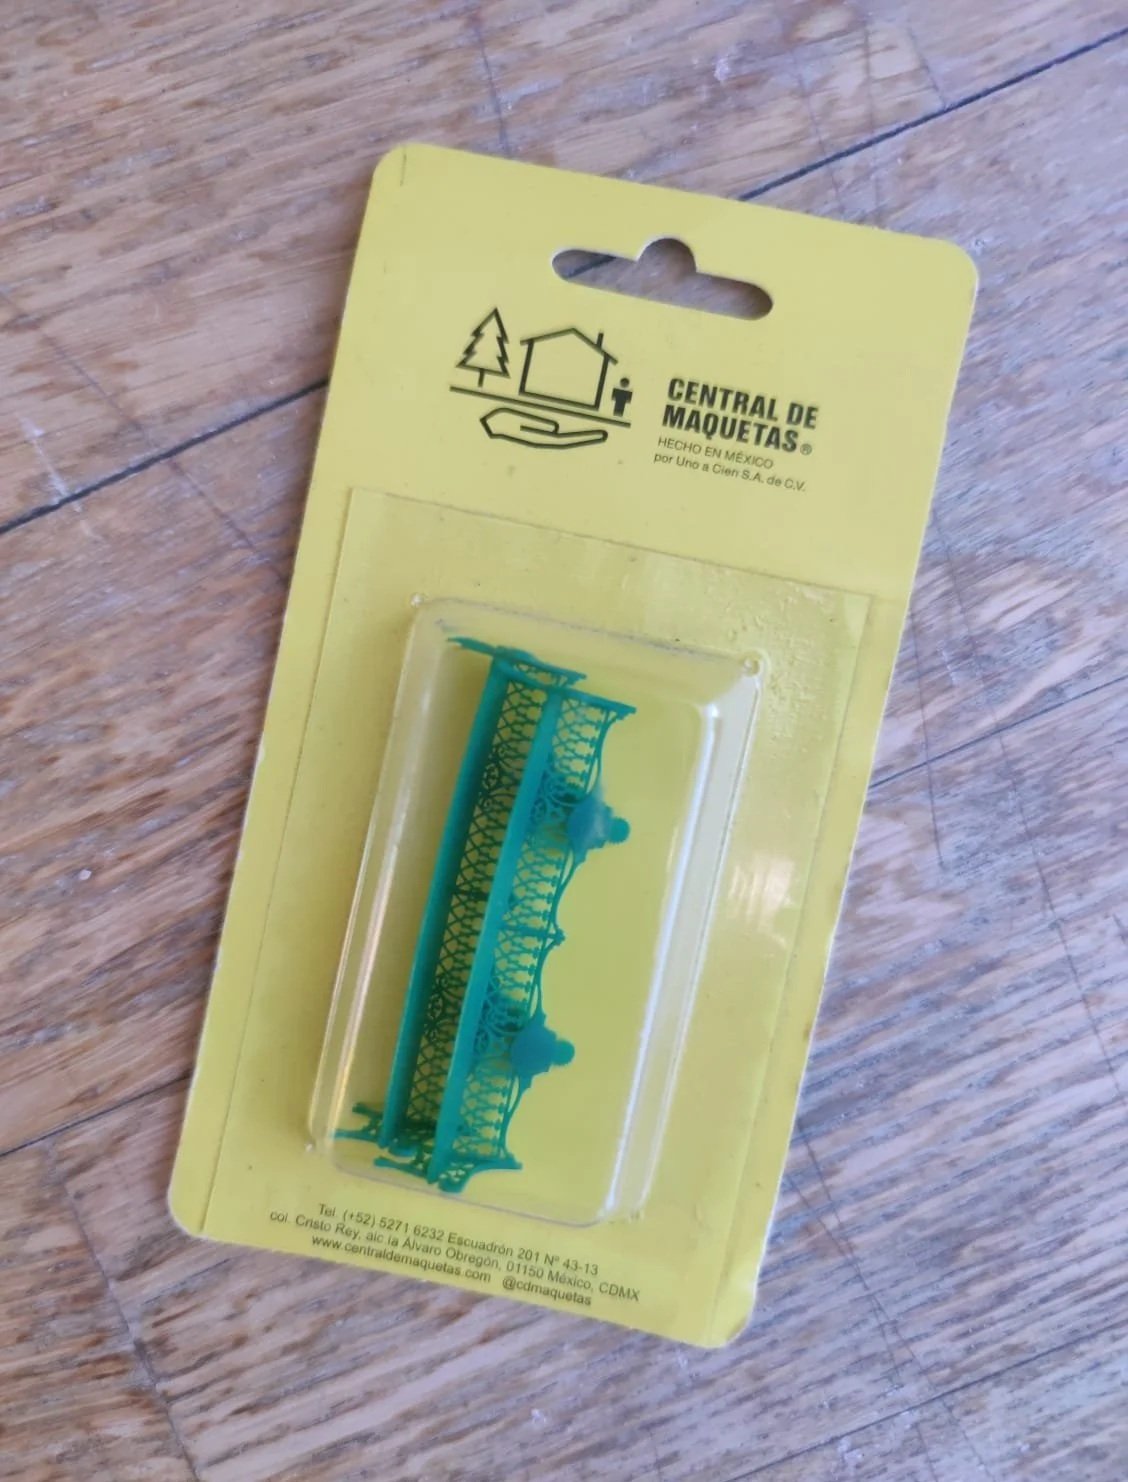 CENTRAL DE
MAQUETAS®
HECHO EN MÉXICO
por Uno a Cien S.A. de C.V.
Tel. (+52) 5271 6232 Escuadrón 201 Nº 43-13
col. Cristo Rey, alc ía Álvaro Obregón, 01150 México, CDMX
www.centraldemaquetas.com @cdmaquetas